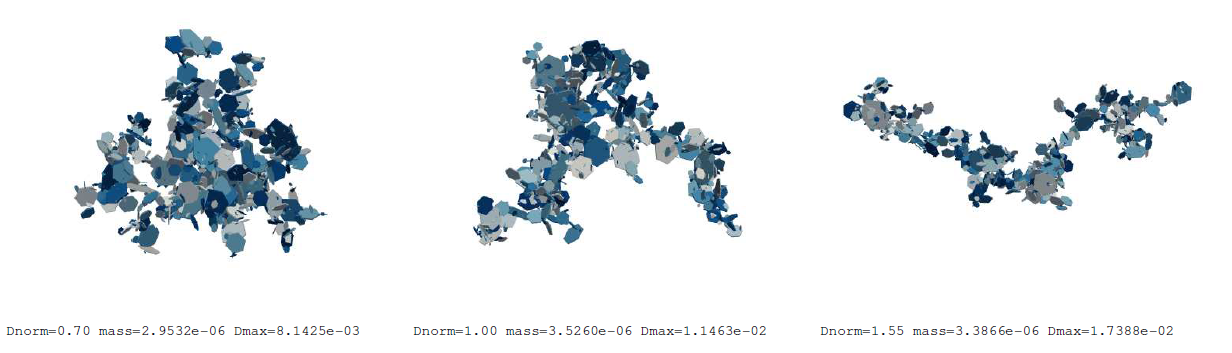 Dnorm=0.70 mass=2.9532e-06 Dmax=8.1425e-03
Dnorm=1.00 mass=3.5260e-06 Dmax=1.1463e-02
Dnorm=1.55 mass=3.3866e-06 Dmax=1.7388e-02